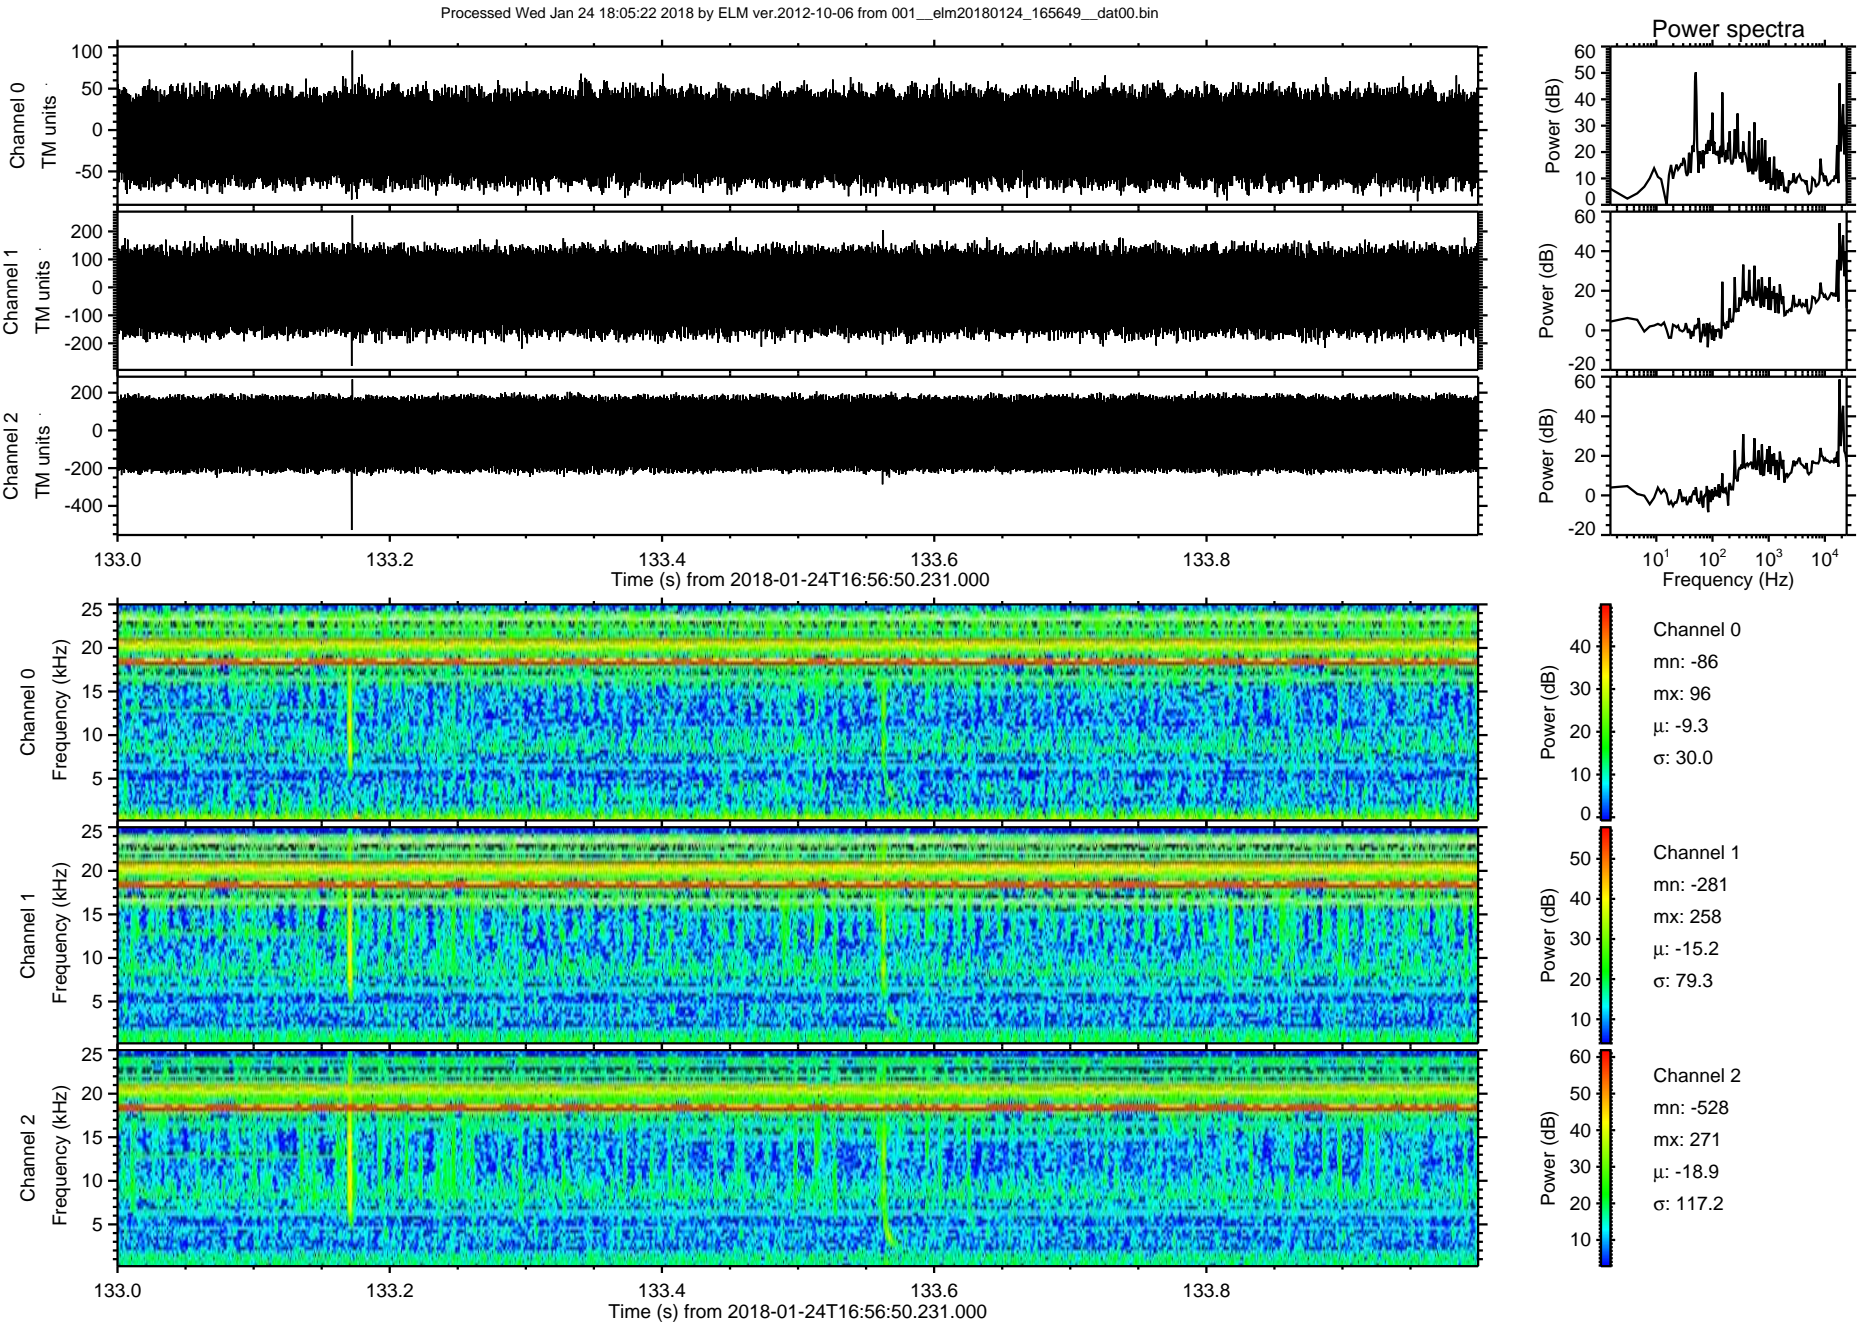 Processed Wed Jan 24 18:05:22 2018 by ELM ver.2012-10-06 from 001__elm20180124_165649__dat00.bin
Power spectra
Channel 0
TM units
100
50
0
-50
Power (dB)
60
50
40
30
20
10
0
Channel 1
TM units
200
100
0
-100
-200
Power (dB)
60
40
20
0
-20
Channel 2
TM units
200
0
-200
-400
Power (dB)
60
40
20
0
-20
133.0 133.2 133.4 133.6 133.8
Time (s) from 2018-01-24T16:56:50.231.000
10¹ 10² 10³ 10⁴
Frequency (Hz)
Channel 0
Frequency (kHz)
25
20
15
10
5
Power (dB)
40
30
20
10
0
Channel 0
mn: -86
mx: 96
µ: -9.3
σ: 30.0
Channel 1
Frequency (kHz)
25
20
15
10
5
Power (dB)
50
40
30
20
10
Channel 1
mn: -281
mx: 258
µ: -15.2
σ: 79.3
Channel 2
Frequency (kHz)
25
20
15
10
5
Power (dB)
60
50
40
30
20
10
Channel 2
mn: -528
mx: 271
µ: -18.9
σ: 117.2
133.0 133.2 133.4 133.6 133.8
Time (s) from 2018-01-24T16:56:50.231.000